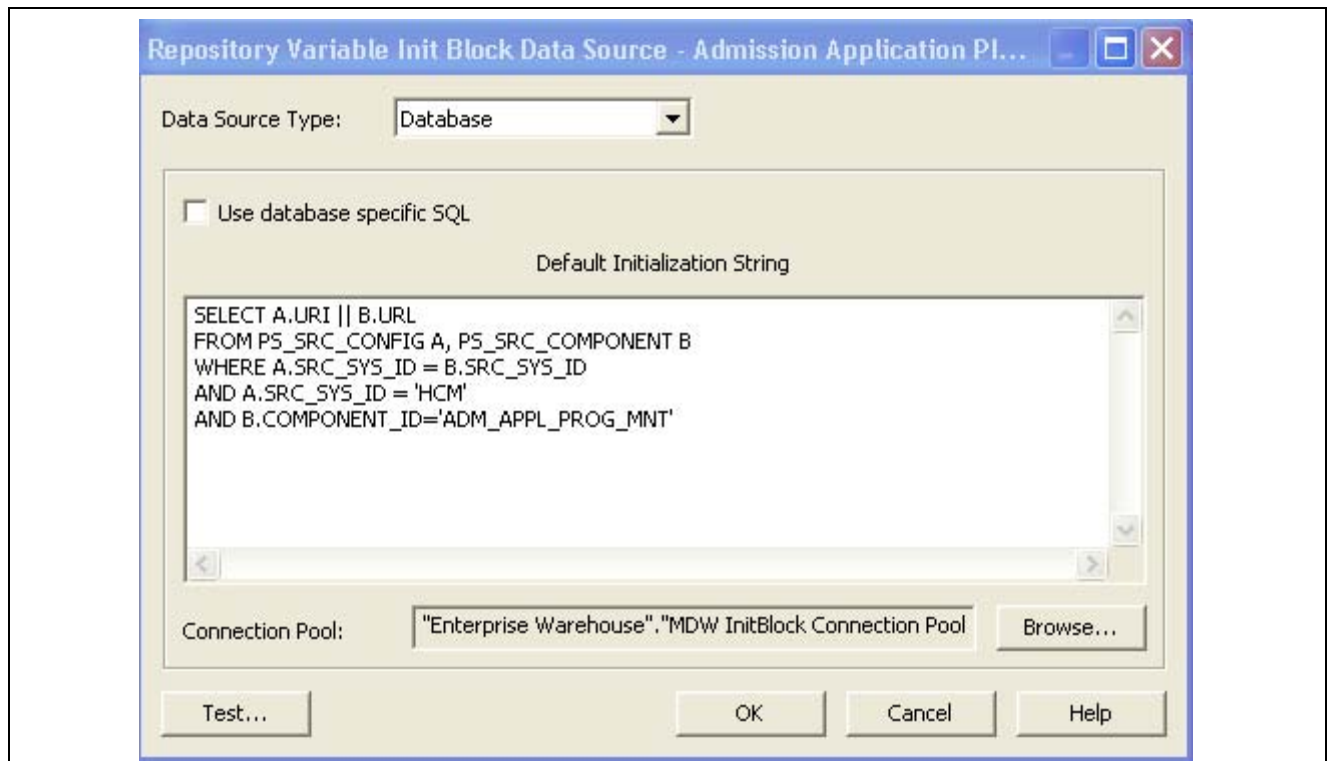 Repository Variable Init Block Data Source - Admission Application Pl...
Data Source Type: Database
Use database specific SQL
Default Initialization String
SELECT A.URI || B.URL
FROM PS_SRC_CONFIG A, PS_SRC_COMPONENT B
WHERE A.SRC_SYS_ID = B.SRC_SYS_ID
AND A.SRC_SYS_ID = 'HCM'
AND B.COMPONENT_ID='ADM_APPL_PROG_MNT'
Connection Pool: "Enterprise Warehouse"."MDW InitBlock Connection Pool Browse...
Test... OK Cancel Help